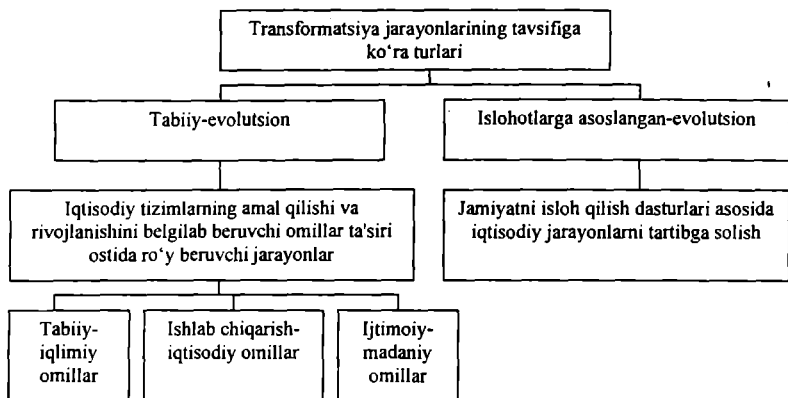 Transformatsiya jarayonlarining tavsifiga
ko‘ra turlari
Tabiiy-evolutsion
Islohotlarga asoslangan-evolutsion
Iqtisodiy tizimlarning amal qilishi va
rivojlanishini belgilab beruvchi omillar ta'siri
ostida ro‘y beruvchi jarayonlar
Jamiyatni isloh qilish dasturlari asosida
iqtisodiy jarayonlarni tartibga solish
Tabiiy-
iqlimiy
omillar
Ishlab chiqarish-
iqtisodiy omillar
Ijtimoiy-
madaniy
omillar